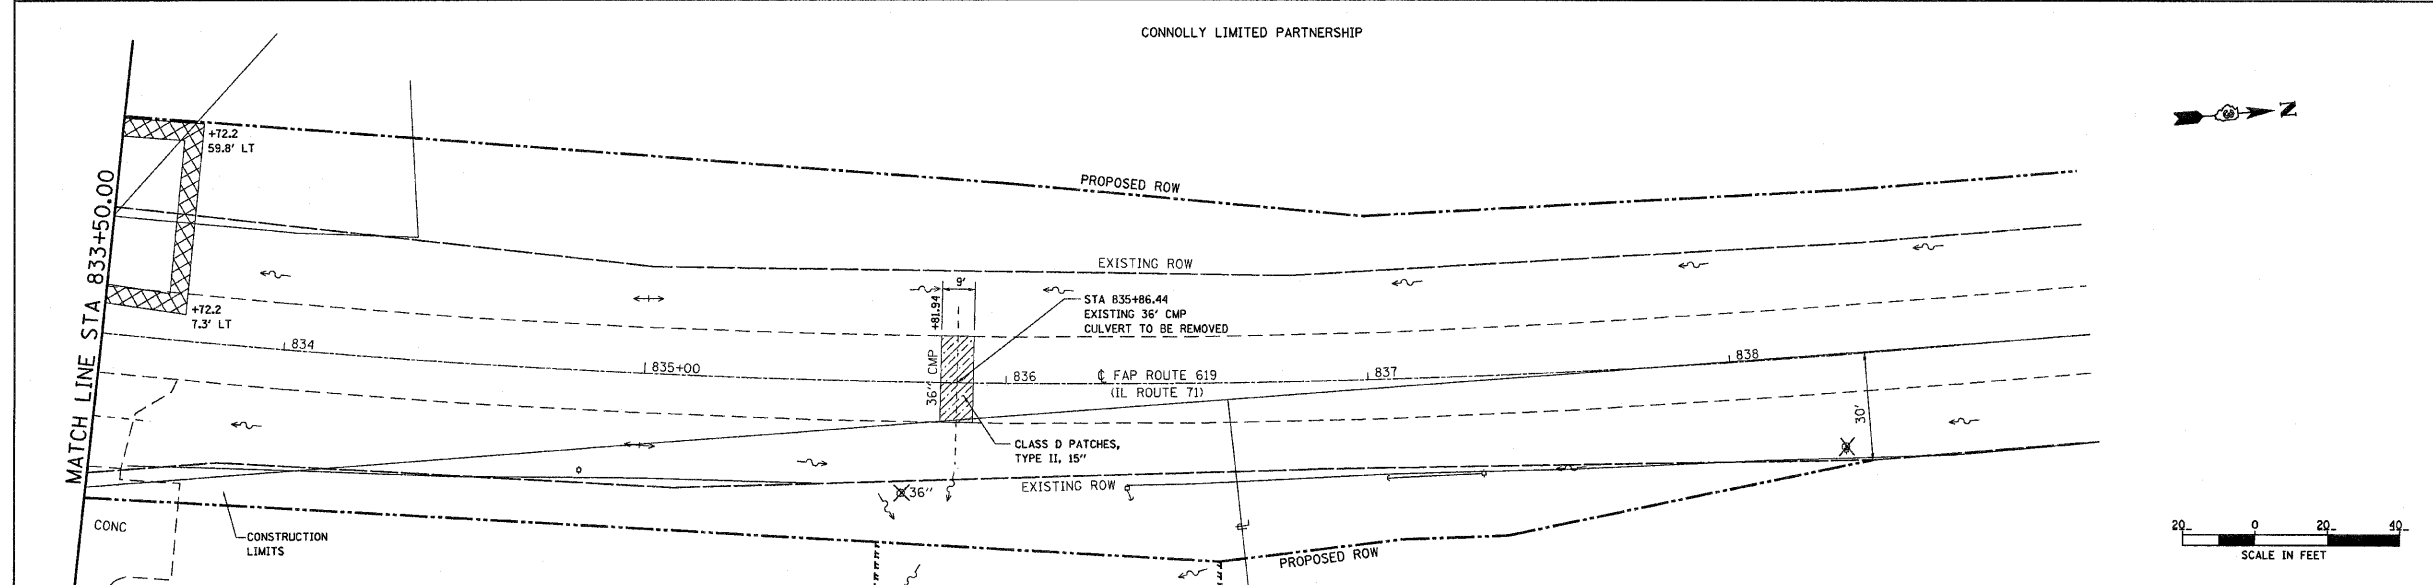 CONNOLLY LIMITED PARTNERSHIP
N
+72.2
59.8' LT
PROPOSED ROW
MATCH LINE STA 833+50.00
EXISTING ROW
9'
+81.94
STA 835+86.44
EXISTING 36' CMP
CULVERT TO BE REMOVED
+72.2
7.3' LT
834
835+00
36" CMP
836
℄ FAP ROUTE 619
(IL ROUTE 71)
837
838
30'
CLASS D PATCHES,
TYPE II, 15"
EXISTING ROW
36"
CONC
CONSTRUCTION
LIMITS
PROPOSED ROW
20 0 20 40
SCALE IN FEET